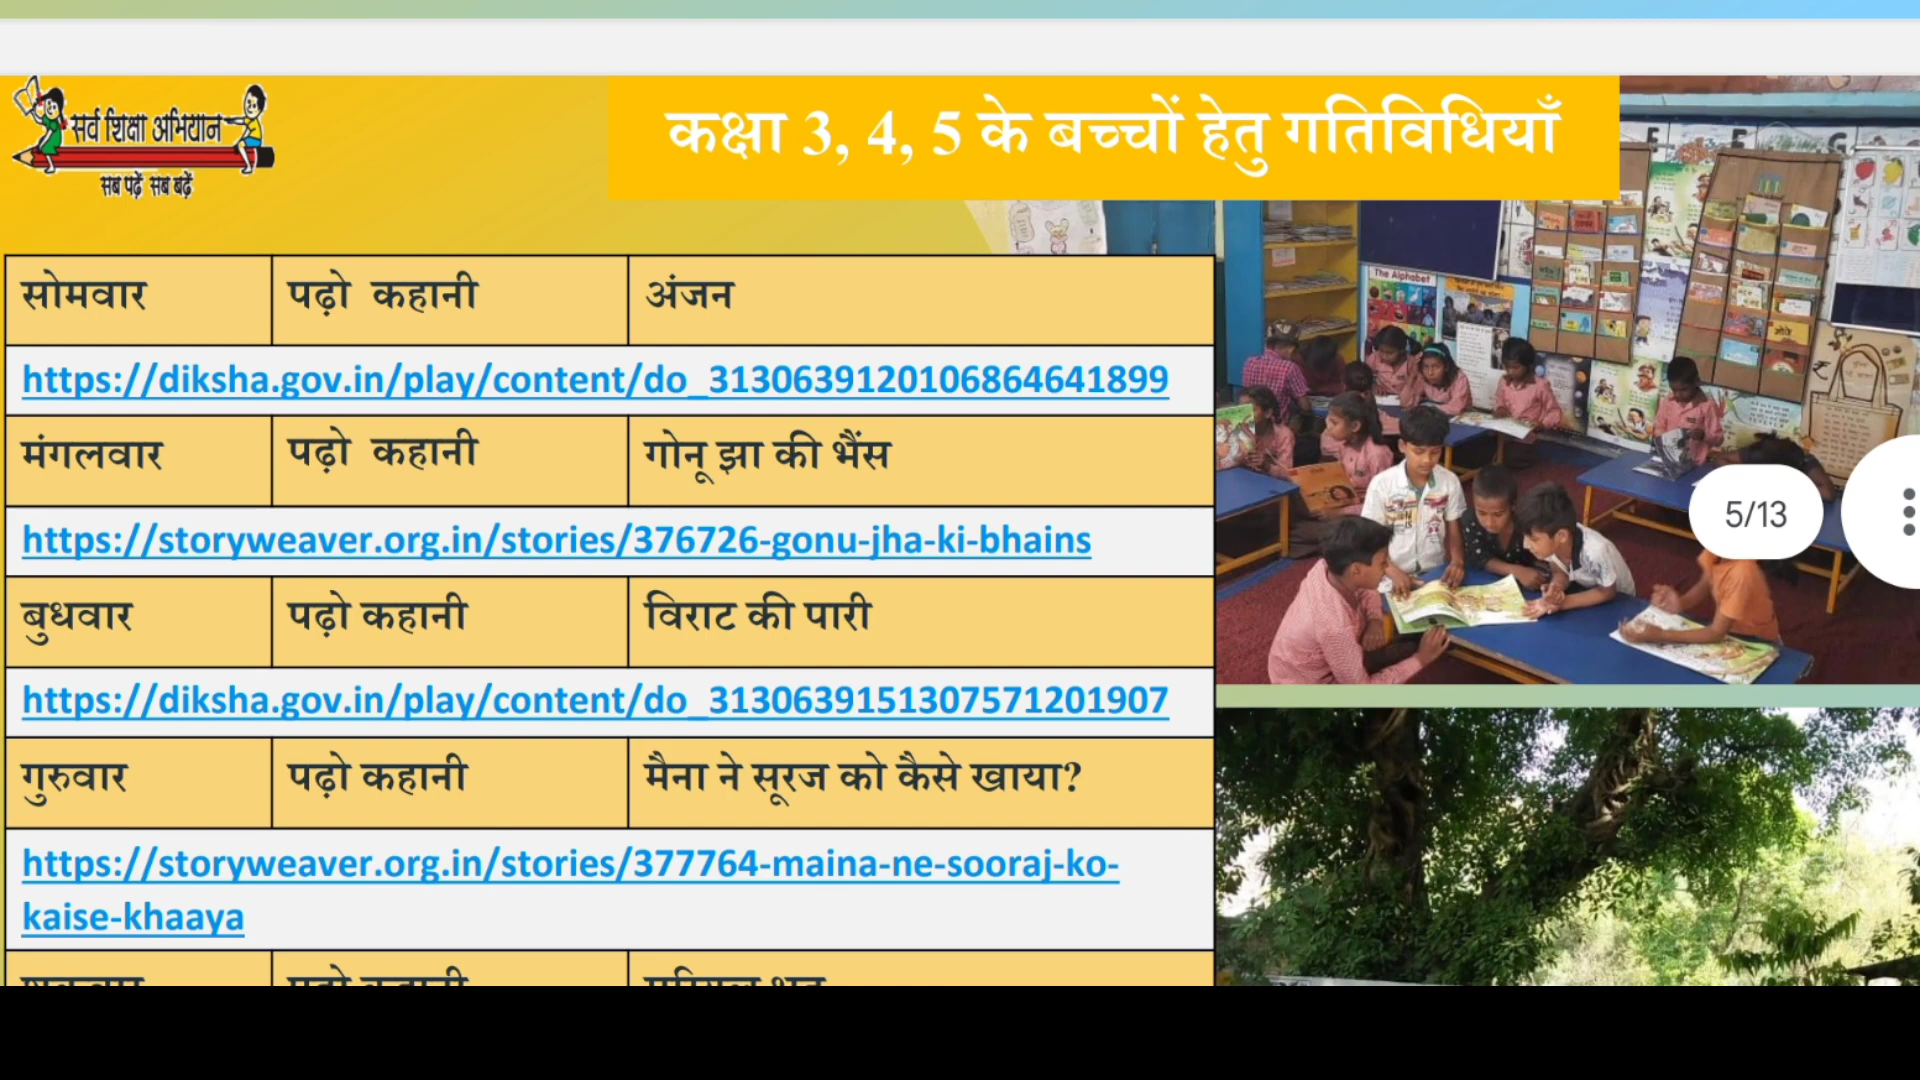 सर्व शिक्षा अभियान
सब पढ़ें सब बढ़ें
कक्षा 3, 4, 5 के बच्चों हेतु गतिविधियाँ
सोमवार पढ़ो कहानी अंजन
https://diksha.gov.in/play/content/do_3130639120106864641899
मंगलवार पढ़ो कहानी गोनू झा की भैंस
https://storyweaver.org.in/stories/376726-gonu-jha-ki-bhains
बुधवार पढ़ो कहानी विराट की पारी
https://diksha.gov.in/play/content/do_3130639151307571201907
गुरुवार पढ़ो कहानी मैना ने सूरज को कैसे खाया?
https://storyweaver.org.in/stories/377764-maina-ne-sooraj-ko-
kaise-khaaya
The Alphabet
5/13